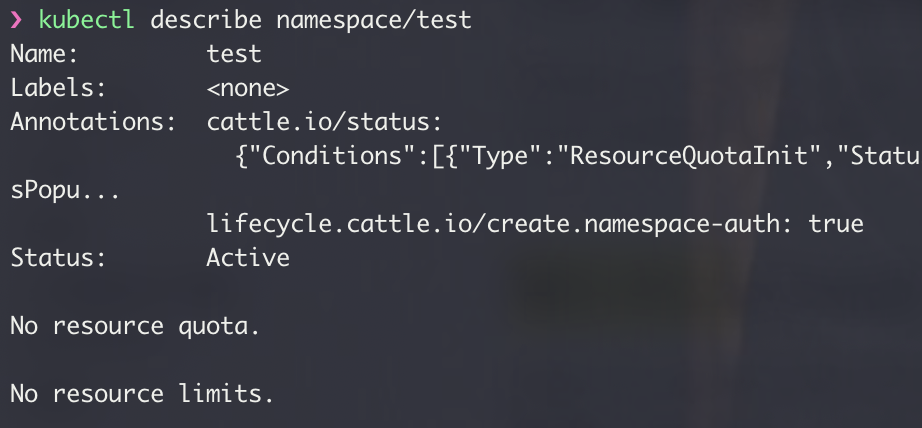 ❯ kubectl describe namespace/test
Name:         test
Labels:       <none>
Annotations:  cattle.io/status:
                {"Conditions":[{"Type":"ResourceQuotaInit","Statu
sPopu...
              lifecycle.cattle.io/create.namespace-auth: true
Status:       Active

No resource quota.

No resource limits.